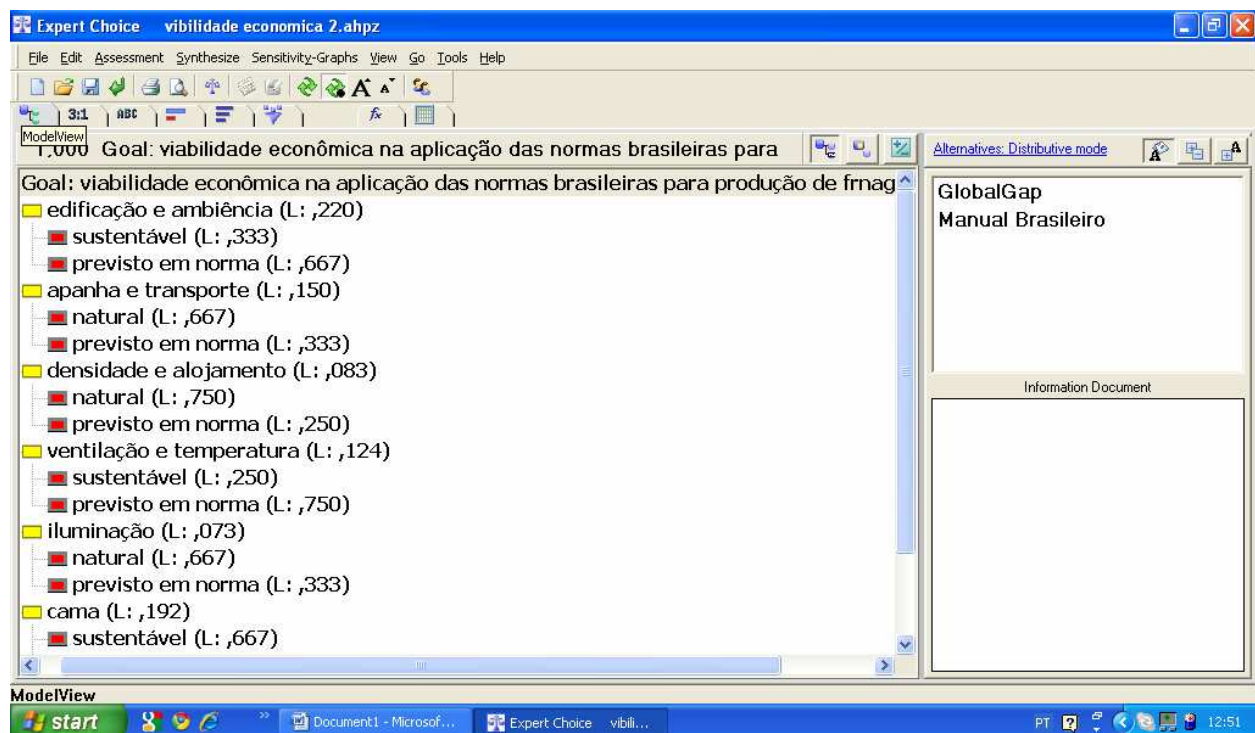 Expert Choice vibilidade economica 2.ahpz
File Edit Assessment Synthesize Sensitivity-Graphs View Go Tools Help
A A
3:1 ABC fx
ModelView
1,000 Goal: viabilidade econômica na aplicação das normas brasileiras para
Alternatives: Distributive mode
A A
Goal: viabilidade econômica na aplicação das normas brasileiras para produção de frnag
edificação e ambiência (L: ,220)
sustentável (L: ,333)
previsto em norma (L: ,667)
apanha e transporte (L: ,150)
natural (L: ,667)
previsto em norma (L: ,333)
densidade e alojamento (L: ,083)
natural (L: ,750)
previsto em norma (L: ,250)
ventilação e temperatura (L: ,124)
sustentável (L: ,250)
previsto em norma (L: ,750)
iluminação (L: ,073)
natural (L: ,667)
previsto em norma (L: ,333)
cama (L: ,192)
sustentável (L: ,667)
GlobalGap
Manual Brasileiro
Information Document
ModelView
start » Document1 - Microsof... Expert Choice vibili... PT 12:51